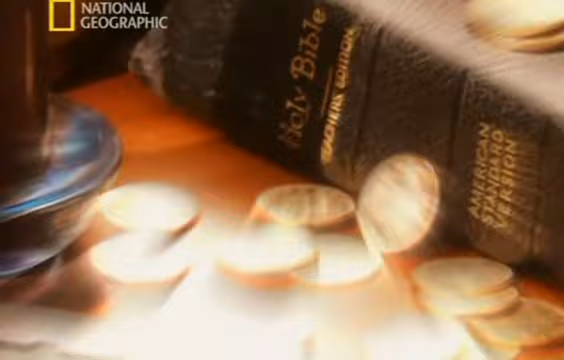 NATIONAL
GEOGRAPHIC
Holy Bible
TEACHERS' EDITION
AMERICAN
STANDARD
VERSION